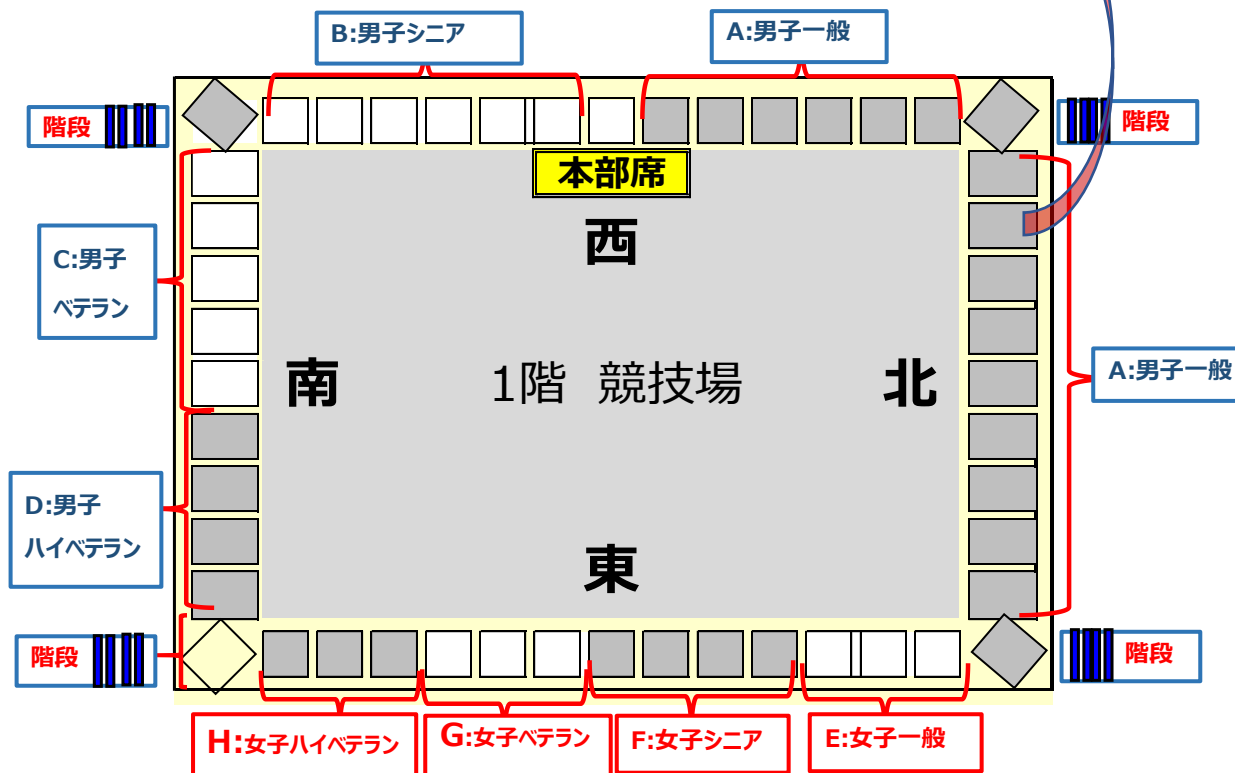 B:男子シニア
A:男子一般
階段
階段
本部席
西
C:男子
ベテラン
南
1階 競技場
北
A:男子一般
D:男子
ハイベテラン
東
階段
階段
H:女子ハイベテラン
G:女子ベテラン
F:女子シニア
E:女子一般